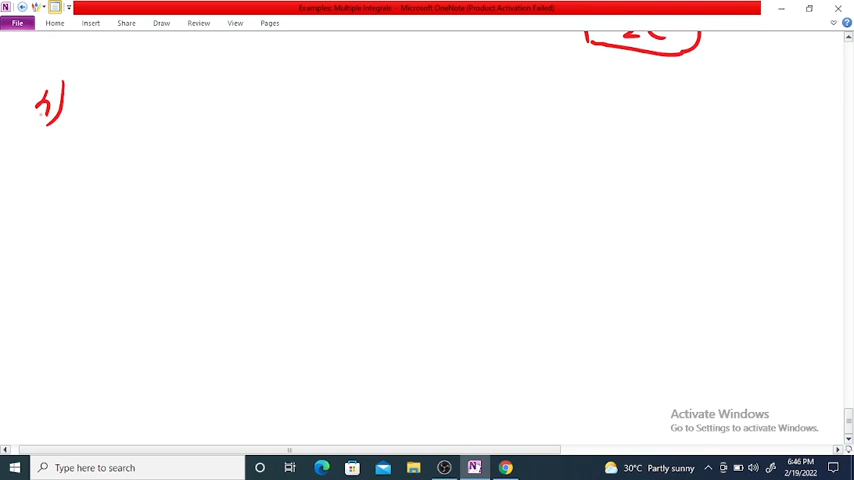 Examples: Multiple Integrals - Microsoft OneNote (Product Activation Failed)
File Home Insert Share Draw Review View Pages
Activate Windows
Go to Settings to activate Windows.
Type here to search
30°C Partly sunny
6:46 PM
2/19/2022